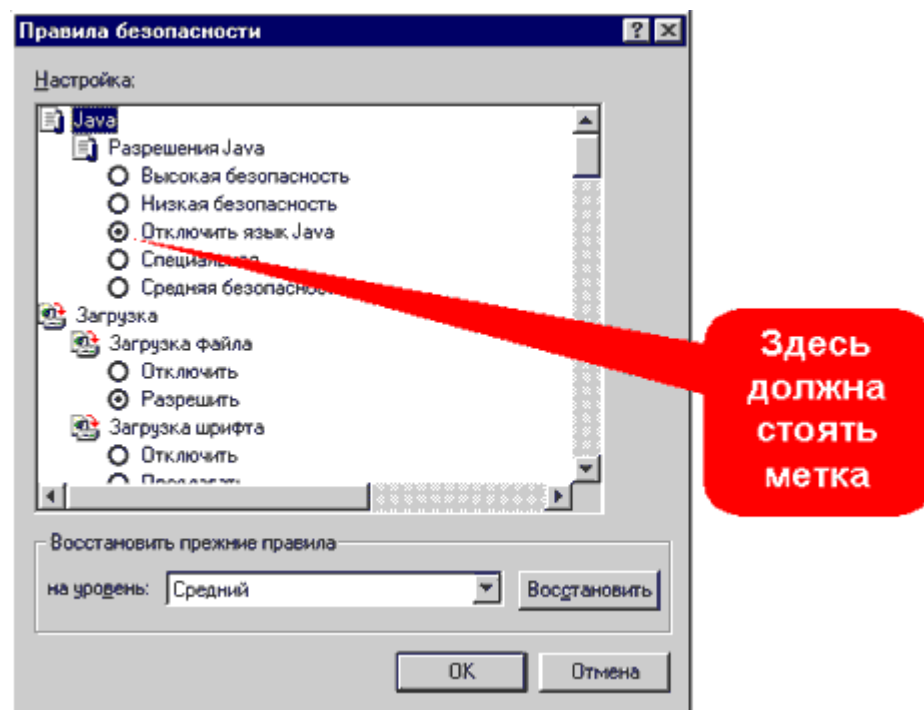 Правила безопасности
Настройка:
Java
Разрешения Java
Высокая безопасность
Низкая безопасность
Отключить язык Java
Специальная
Средняя безопасность
Загрузка
Загрузка файла
Отключить
Разрешить
Загрузка шрифта
Отключить
Здесь
должна
стоять
метка
Восстановить прежние правила
на уровень: Средний Восстановить
OK Отмена